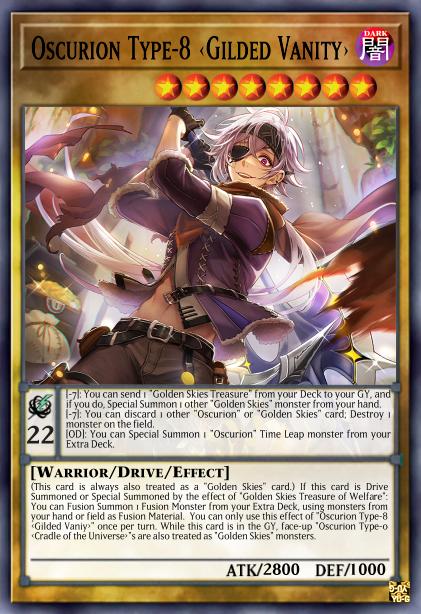 Oscurion Type-8 ‹Gilded Vanity›
DARK
闇
[-7]: You can send 1 "Golden Skies Treasure" from your Deck to your GY, and
if you do, Special Summon 1 other "Golden Skies" monster from your hand.
[-7]: You can discard 1 other "Oscurion" or "Golden Skies" card; Destroy 1
monster on the field.
[OD]: You can Special Summon 1 "Oscurion" Time Leap monster from your
Extra Deck.
22
[Warrior/Drive/Effect]
(This card is always also treated as a "Golden Skies" card.) If this card is Drive
Summoned or Special Summoned by the effect of "Golden Skies Treasure of Welfare":
You can Fusion Summon 1 Fusion Monster from your Extra Deck, using monsters from
your hand or field as Fusion Material. You can only use this effect of "Oscurion Type-8
‹Gilded Vaniy›" once per turn. While this card is in the GY, face-up "Oscurion Type-0
‹Cradle of the Universe›"s are also treated as "Golden Skies" monsters.
ATK/2800 DEF/1000